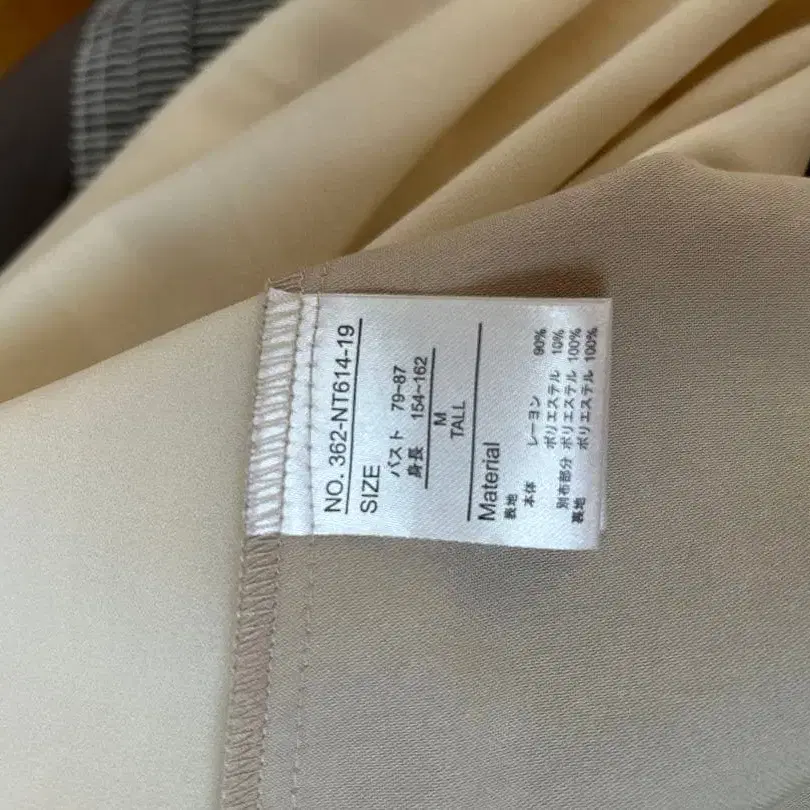 NO. 362-NT614-19
SIZE
バスト 79-87
身長 154-162
M
TALL
Material
表地
本体 レーヨン 90%
ポリエステル 10%
別布部分 ポリエステル 100%
裏地 ポリエステル 100%